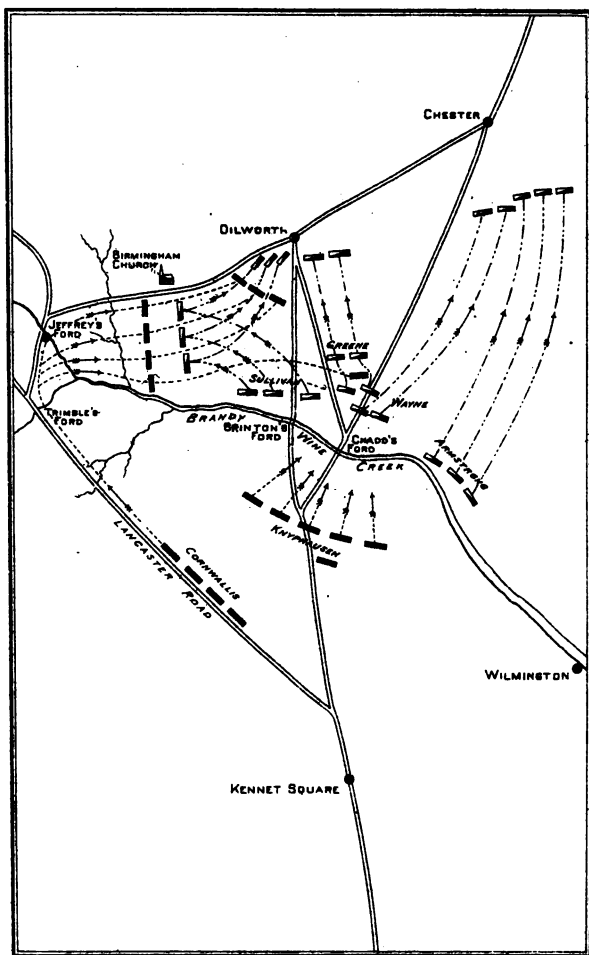 CHESTER
DILWORTH
BIRMINGHAM
CHURCH
JEFFREY'S
FORD
GREENE
SULLIVAN
WAYNE
TRIMBLE'S
FORD
BRANDY WINE CREEK
BRINTON'S
FORD
CHADD'S
FORD
ARMSTRONG
KNYPHAUSEN
CORNWALLIS
LANCASTER ROAD
WILMINGTON
KENNET SQUARE